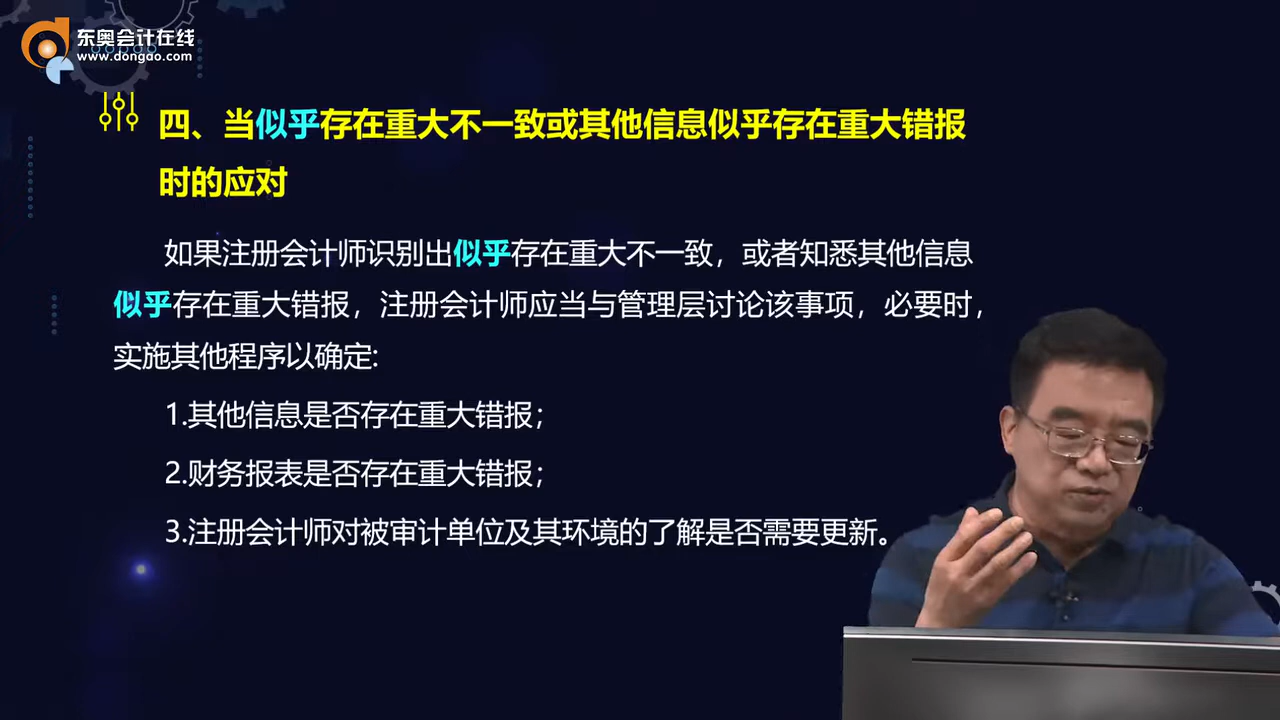 东奥会计在线
www.dongao.com
四、当似乎存在重大不一致或其他信息似乎存在重大错报
时的应对
如果注册会计师识别出似乎存在重大不一致，或者知悉其他信息
似乎存在重大错报，注册会计师应当与管理层讨论该事项，必要时，
实施其他程序以确定:
1.其他信息是否存在重大错报；
2.财务报表是否存在重大错报；
3.注册会计师对被审计单位及其环境的了解是否需要更新。